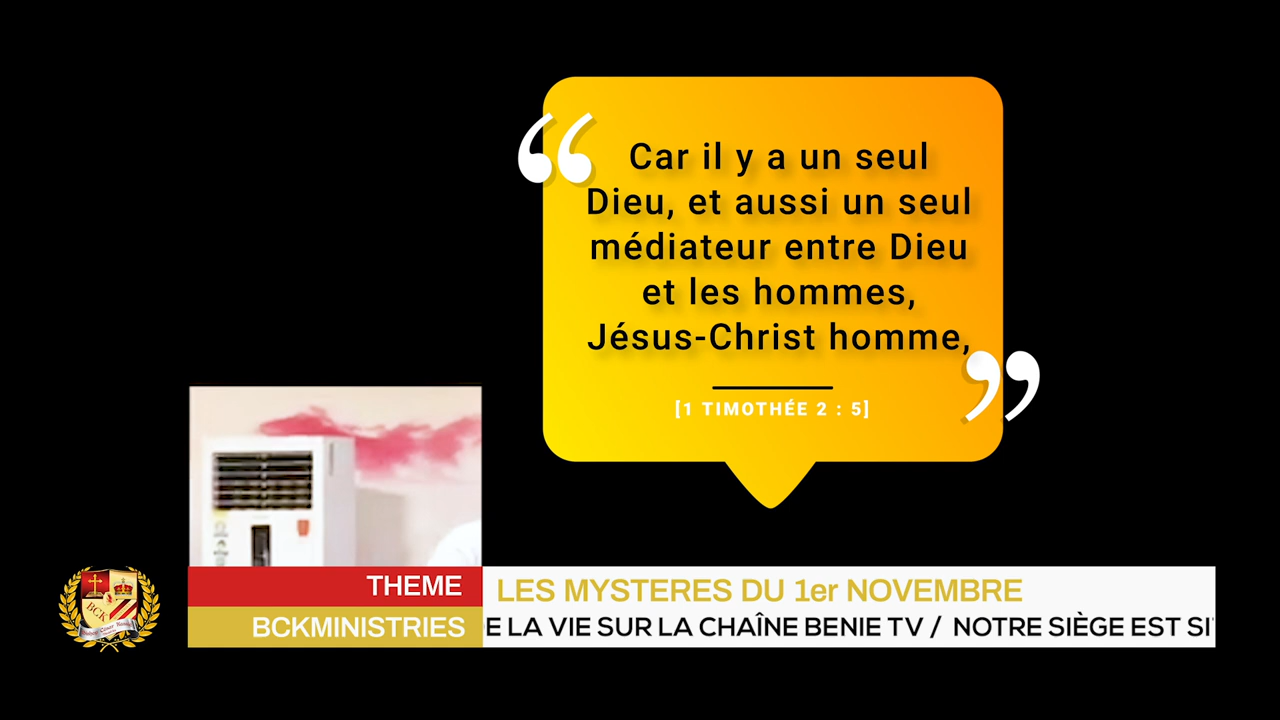 Car il y a un seul
Dieu, et aussi un seul
médiateur entre Dieu
et les hommes,
Jésus-Christ homme,
[1 TIMOTHÉE 2 : 5]
THEME
LES MYSTERES DU 1er NOVEMBRE
BCKMINISTRIES
E LA VIE SUR LA CHAÎNE BENIE TV / NOTRE SIÈGE EST SI
BCK